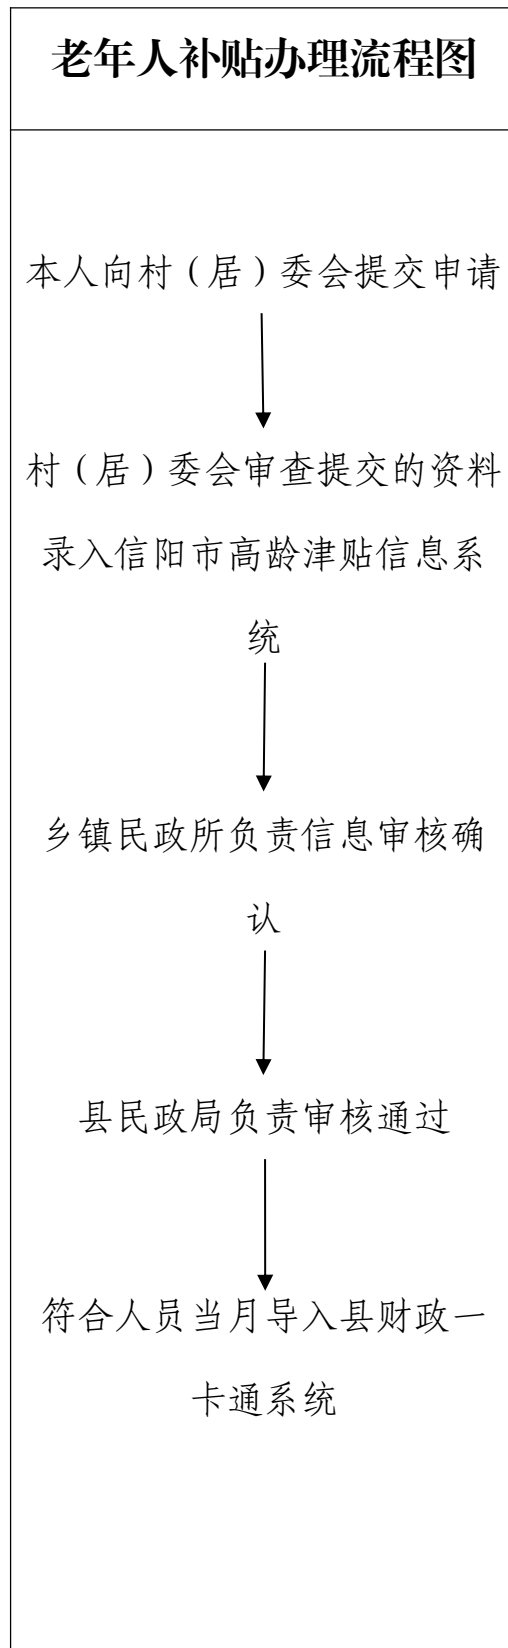 老年人补贴办理流程图
本人向村（居）委会提交申请
村（居）委会审查提交的资料
录入信阳市高龄津贴信息系
统
乡镇民政所负责信息审核确
认
县民政局负责审核通过
符合人员当月导入县财政一
卡通系统